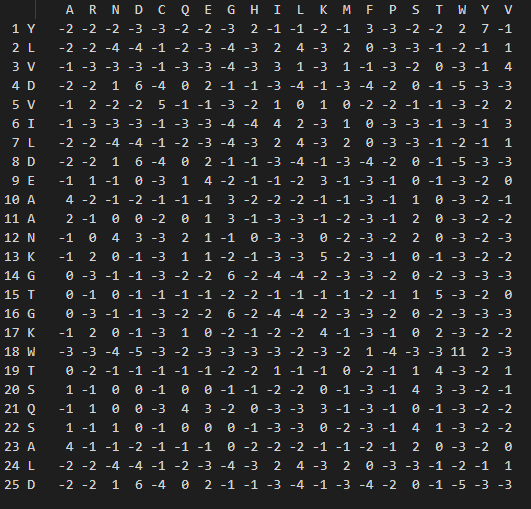 A R N D C Q E G H I L K M F P S T W Y V
1 Y -2 -2 -2 -3 -3 -2 -2 -3 2 -1 -1 -2 -1 3 -3 -2 -2 2 7 -1
2 L -2 -2 -4 -4 -1 -2 -3 -4 -3 2 4 -3 2 0 -3 -3 -1 -2 -1 1
3 V -1 -3 -3 -3 -1 -3 -3 -4 -3 3 1 -3 1 -1 -3 -2 0 -3 -1 4
4 D -2 -2 1 6 -4 0 2 -1 -1 -3 -4 -1 -3 -4 -2 0 -1 -5 -3 -3
5 V -1 2 -2 -2 5 -1 -1 -3 -2 1 0 1 0 -2 -2 -1 -1 -3 -2 2
6 I -1 -3 -3 -3 -1 -3 -3 -4 -4 4 2 -3 1 0 -3 -3 -1 -3 -1 3
7 L -2 -2 -4 -4 -1 -2 -3 -4 -3 2 4 -3 2 0 -3 -3 -1 -2 -1 1
8 D -2 -2 1 6 -4 0 2 -1 -1 -3 -4 -1 -3 -4 -2 0 -1 -5 -3 -3
9 E -1 1 -1 0 -3 1 4 -2 -1 -1 -2 3 -1 -3 -1 0 -1 -3 -2 0
10 A 4 -2 -1 -2 -1 -1 -1 3 -2 -2 -2 -1 -1 -3 -1 1 0 -3 -2 -1
11 A 2 -1 0 0 -2 0 1 3 -1 -3 -3 -1 -2 -3 -1 2 0 -3 -2 -2
12 N -1 0 4 3 -3 2 1 -1 0 -3 -3 0 -2 -3 -2 2 0 -3 -2 -3
13 K -1 2 0 -1 -3 1 1 -2 -1 -3 -3 5 -2 -3 -1 0 -1 -3 -2 -2
14 G 0 -3 -1 -1 -3 -2 -2 6 -2 -4 -4 -2 -3 -3 -2 0 -2 -3 -3 -3
15 T 0 -1 0 -1 -1 -1 -1 -2 -2 -1 -1 -1 -1 -2 -1 1 5 -3 -2 0
16 G 0 -3 -1 -1 -3 -2 -2 6 -2 -4 -4 -2 -3 -3 -2 0 -2 -3 -3 -3
17 K -1 2 0 -1 -3 1 0 -2 -1 -2 -2 4 -1 -3 -1 0 2 -3 -2 -2
18 W -3 -3 -4 -5 -3 -2 -3 -3 -3 -3 -2 -3 -2 1 -4 -3 -3 11 2 -3
19 T 0 -2 -1 -1 -1 -1 -1 -2 -2 1 -1 -1 0 -2 -1 1 4 -3 -2 1
20 S 1 -1 0 0 -1 0 0 -1 -1 -2 -2 0 -1 -3 -1 4 3 -3 -2 -1
21 Q -1 1 0 0 -3 4 3 -2 0 -3 -3 3 -1 -3 -1 0 -1 -3 -2 -2
22 S 1 -1 1 0 -1 0 0 0 -1 -3 -3 0 -2 -3 -1 4 1 -3 -2 -2
23 A 4 -1 -1 -2 -1 -1 -1 0 -2 -2 -2 -1 -1 -2 -1 2 0 -3 -2 0
24 L -2 -2 -4 -4 -1 -2 -3 -4 -3 2 4 -3 2 0 -3 -3 -1 -2 -1 1
25 D -2 -2 1 6 -4 0 2 -1 -1 -3 -4 -1 -3 -4 -2 0 -1 -5 -3 -3